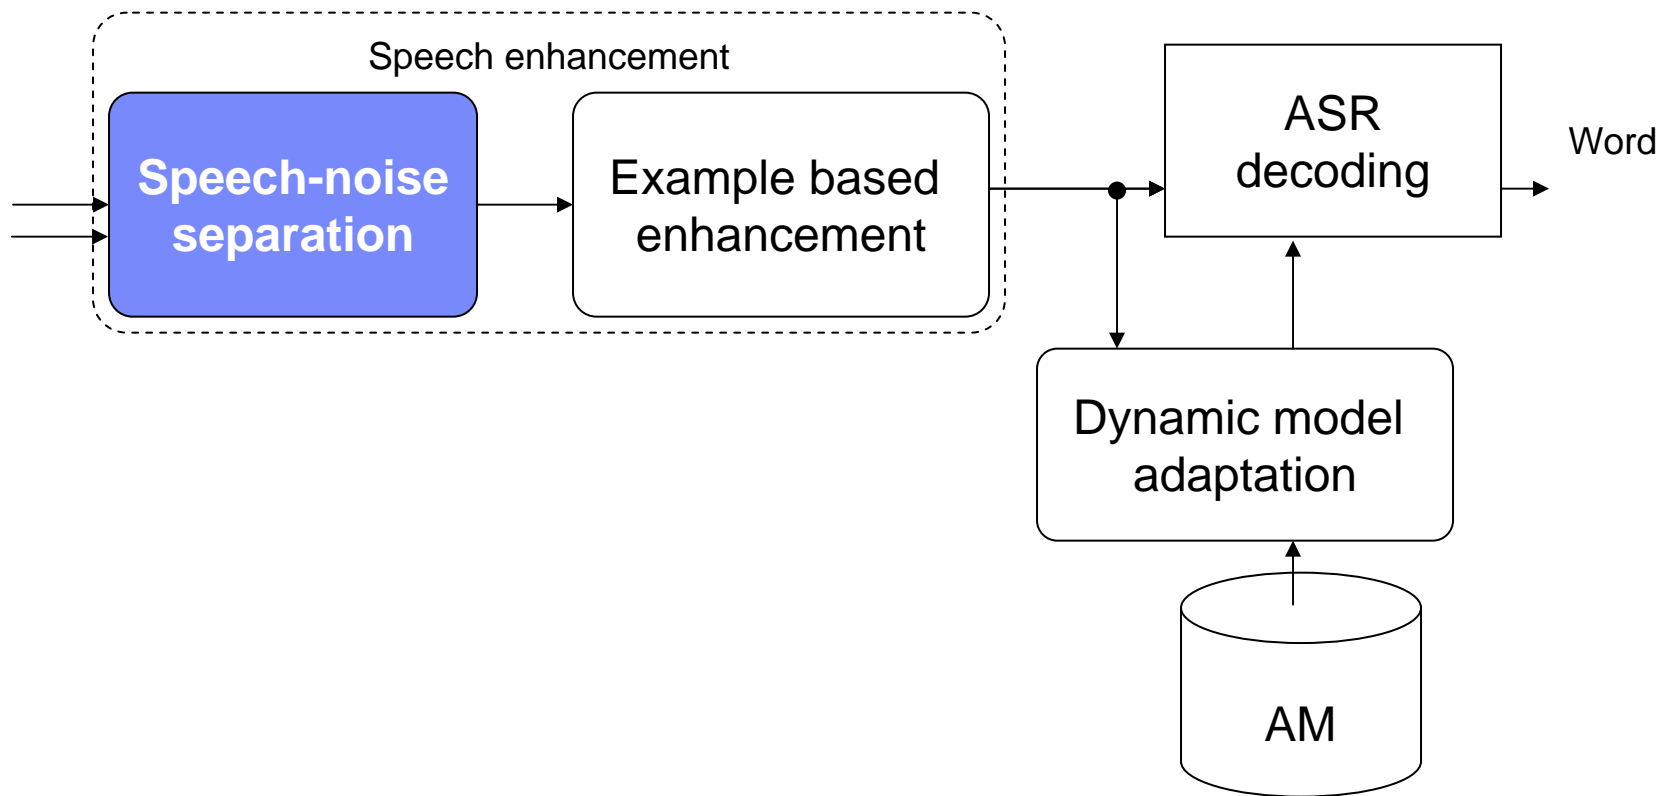 Speech enhancement
Speech-noise
separation
Example based
enhancement
ASR
decoding
Word
Dynamic model
adaptation
AM